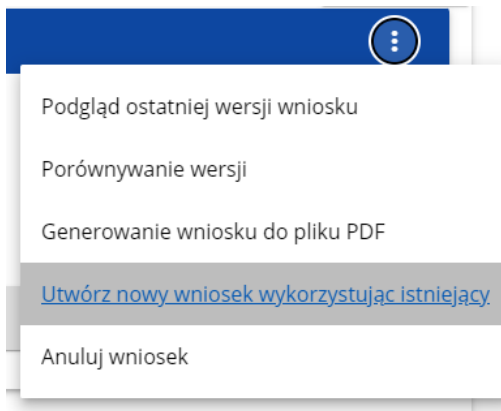 Podgląd ostatniej wersji wniosku
Porównywanie wersji
Generowanie wniosku do pliku PDF
Utwórz nowy wniosek wykorzystując istniejący
Anuluj wniosek